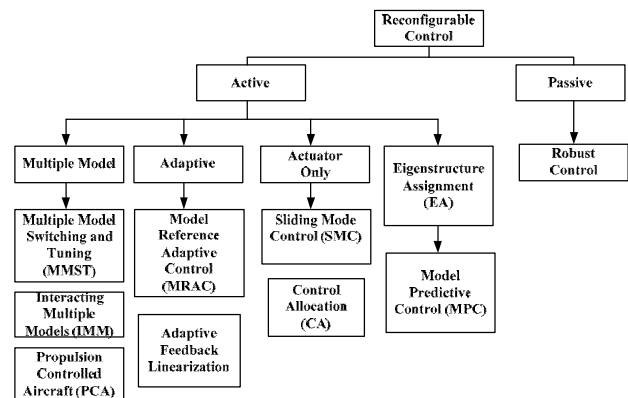 Reconfigurable
Control
Active
Passive
Multiple Model
Adaptive
Actuator
Only
Eigenstructure
Assignment
(EA)
Robust
Control
Multiple Model
Switching and
Tuning
(MMST)
Model
Reference
Adaptive
Control
(MRAC)
Sliding Mode
Control (SMC)
Model
Predictive
Control (MPC)
Interacting
Multiple
Models (IMM)
Adaptive
Feedback
Linearization
Control
Allocation
(CA)
Propulsion
Controlled
Aircraft (PCA)